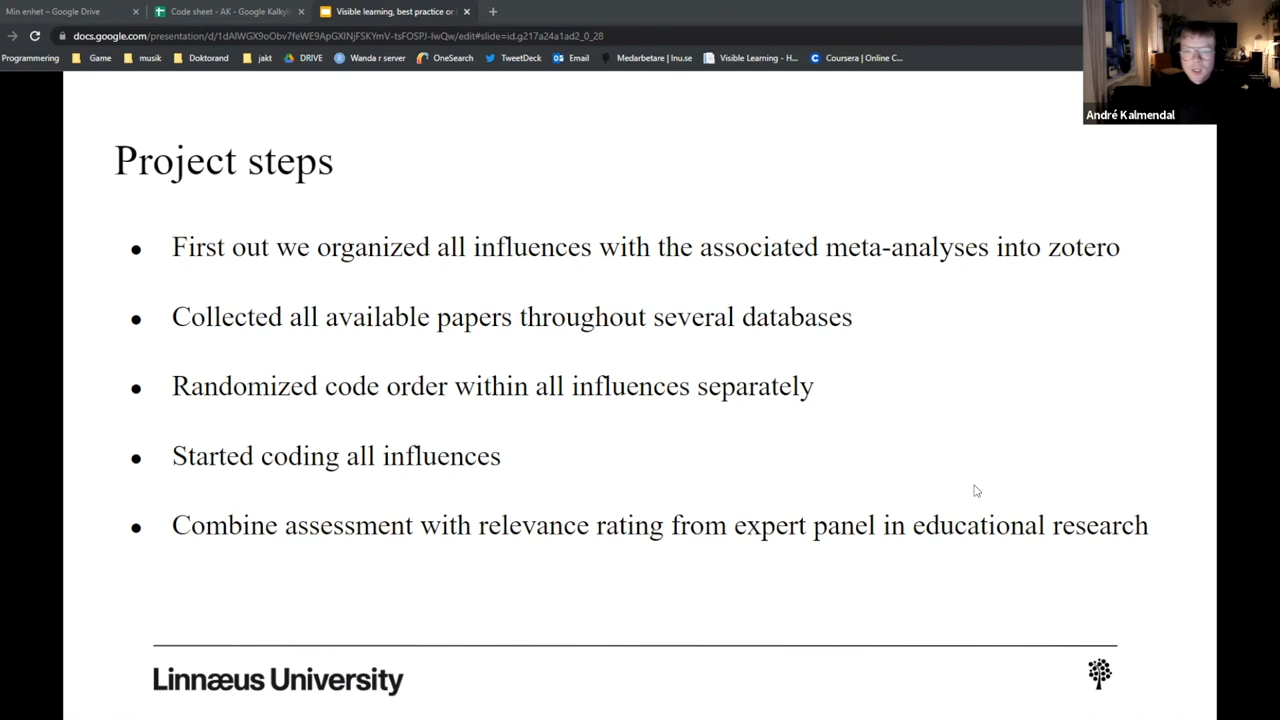 Min enhet – Google Drive
Code sheet - AK - Google Kalkyl
Visible learning, best practice or
docs.google.com/presentation/d/1dAlWGX9oObv7feWE9ApGXlNjFSKYmV-tsFOSPJ-IwQw/edit#slide=id.g217a24a1ad2_0_28
Programmering Game musik Doktorand jakt DRIVE Wanda r server OneSearch TweetDeck Email Medarbetare | lnu.se Visible Learning - H... Coursera | Online C...
André Kalmendal
Project steps
● First out we organized all influences with the associated meta-analyses into zotero
● Collected all available papers throughout several databases
● Randomized code order within all influences separately
● Started coding all influences
● Combine assessment with relevance rating from expert panel in educational research
Linnæus University